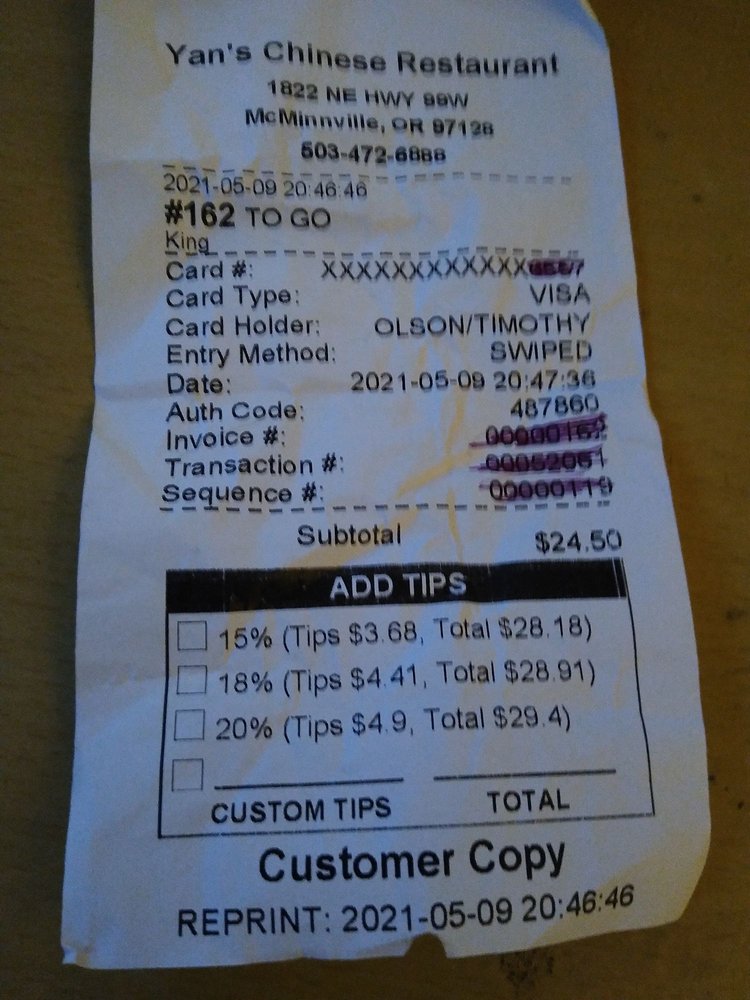 Yan's Chinese Restaurant
1822 NE HWY 99W
McMinnville, OR 97128
503-472-6888
2021-05-09 20:46:46
#162 TO GO
King
Card #:
Card Type: VISA
Card Holder: OLSON/TIMOTHY
Entry Method: SWIPED
Date: 2021-05-09 20:47:36
Auth Code: 487860
Invoice #:
Transaction #:
Sequence #:
Subtotal $24.50
ADD TIPS
15% (Tips $3.68, Total $28.18)
18% (Tips $4.41, Total $28.91)
20% (Tips $4.9, Total $29.4)
CUSTOM TIPS TOTAL
Customer Copy
REPRINT: 2021-05-09 20:46:46